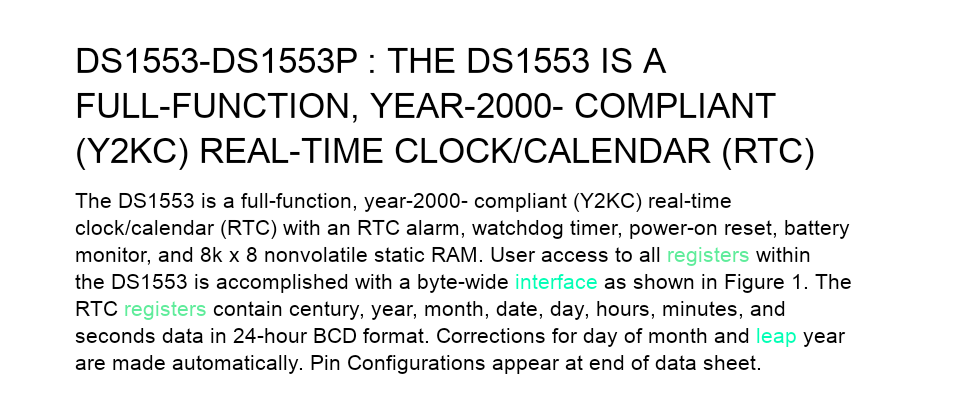 DS1553-DS1553P : THE DS1553 IS A
FULL-FUNCTION, YEAR-2000- COMPLIANT
(Y2KC) REAL-TIME CLOCK/CALENDAR (RTC)
The DS1553 is a full-function, year-2000- compliant (Y2KC) real-time
clock/calendar (RTC) with an RTC alarm, watchdog timer, power-on reset, battery
monitor, and 8k x 8 nonvolatile static RAM. User access to all registers within
the DS1553 is accomplished with a byte-wide interface as shown in Figure 1. The
RTC registers contain century, year, month, date, day, hours, minutes, and
seconds data in 24-hour BCD format. Corrections for day of month and leap year
are made automatically. Pin Configurations appear at end of data sheet.